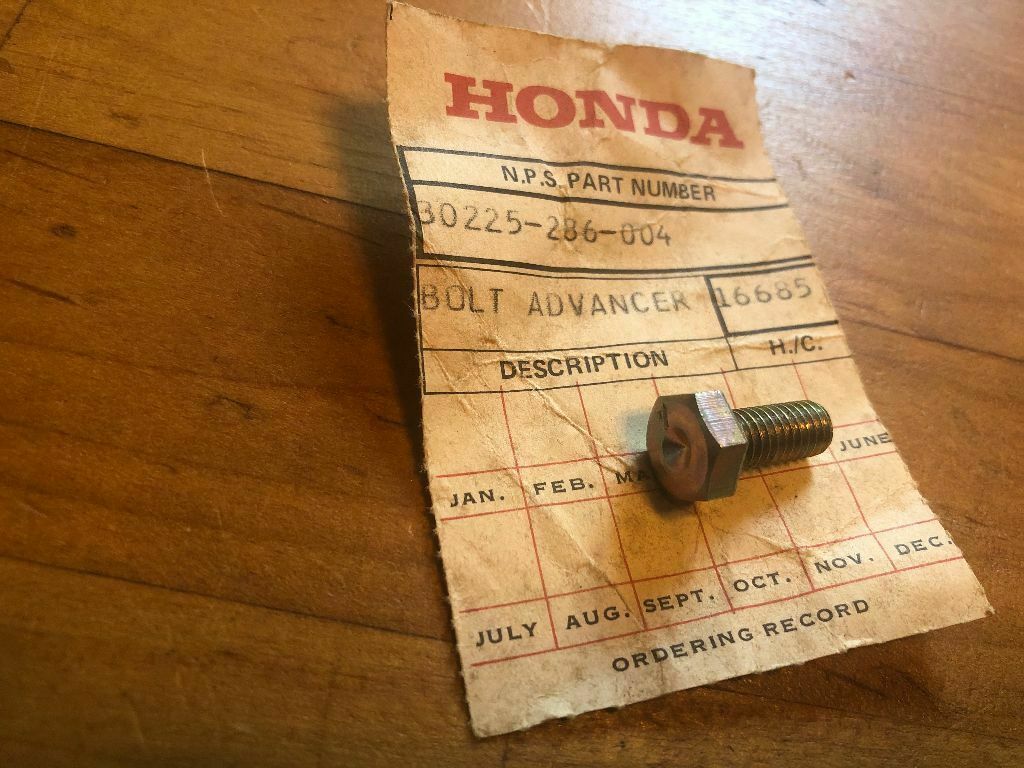 HONDA
N.P.S. PART NUMBER
30225-286-004
BOLT ADVANCER 16685
DESCRIPTION H./C.
JAN. FEB. JUNE
JULY AUG. SEPT. OCT. NOV. DEC.
ORDERING RECORD